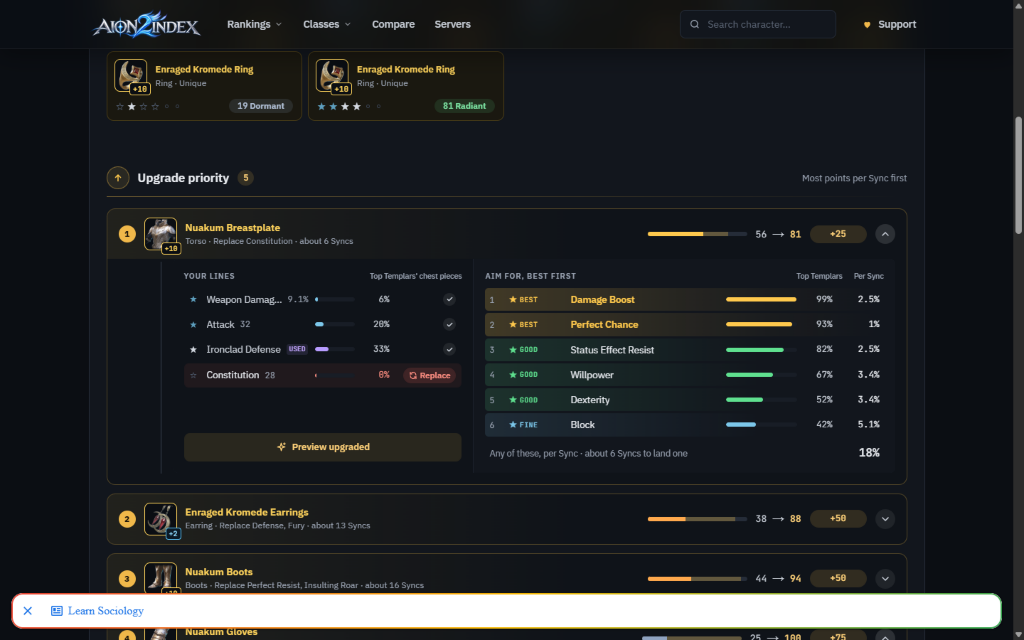 AION2INDEX Rankings Classes Compare Servers Search character... Support
Enraged Kromede Ring
Ring · Unique
+10
19 Dormant
Enraged Kromede Ring
Ring · Unique
+10
81 Radiant
Upgrade priority 5
Most points per Sync first
1
+10
Nuakum Breastplate
Torso · Replace Constitution · about 6 Syncs
56 → 81 +25
YOUR LINES Top Templars' chest pieces
Weapon Damag... 9.1% 6%
Attack 32 20%
Ironclad Defense USED 33%
Constitution 28 0% Replace
Preview upgraded
AIM FOR, BEST FIRST Top Templars Per Sync
1 BEST Damage Boost 99% 2.5%
2 BEST Perfect Chance 93% 1%
3 GOOD Status Effect Resist 82% 2.5%
4 GOOD Willpower 67% 3.4%
5 GOOD Dexterity 52% 3.4%
6 FINE Block 42% 5.1%
Any of these, per Sync · about 6 Syncs to land one 18%
2
+2
Enraged Kromede Earrings
Earring · Replace Defense, Fury · about 13 Syncs
38 → 88 +50
3
Nuakum Boots
Boots · Replace Perfect Resist, Insulting Roar · about 16 Syncs
44 → 94 +50
Learn Sociology
Nuakum Gloves
25 → 100 +75